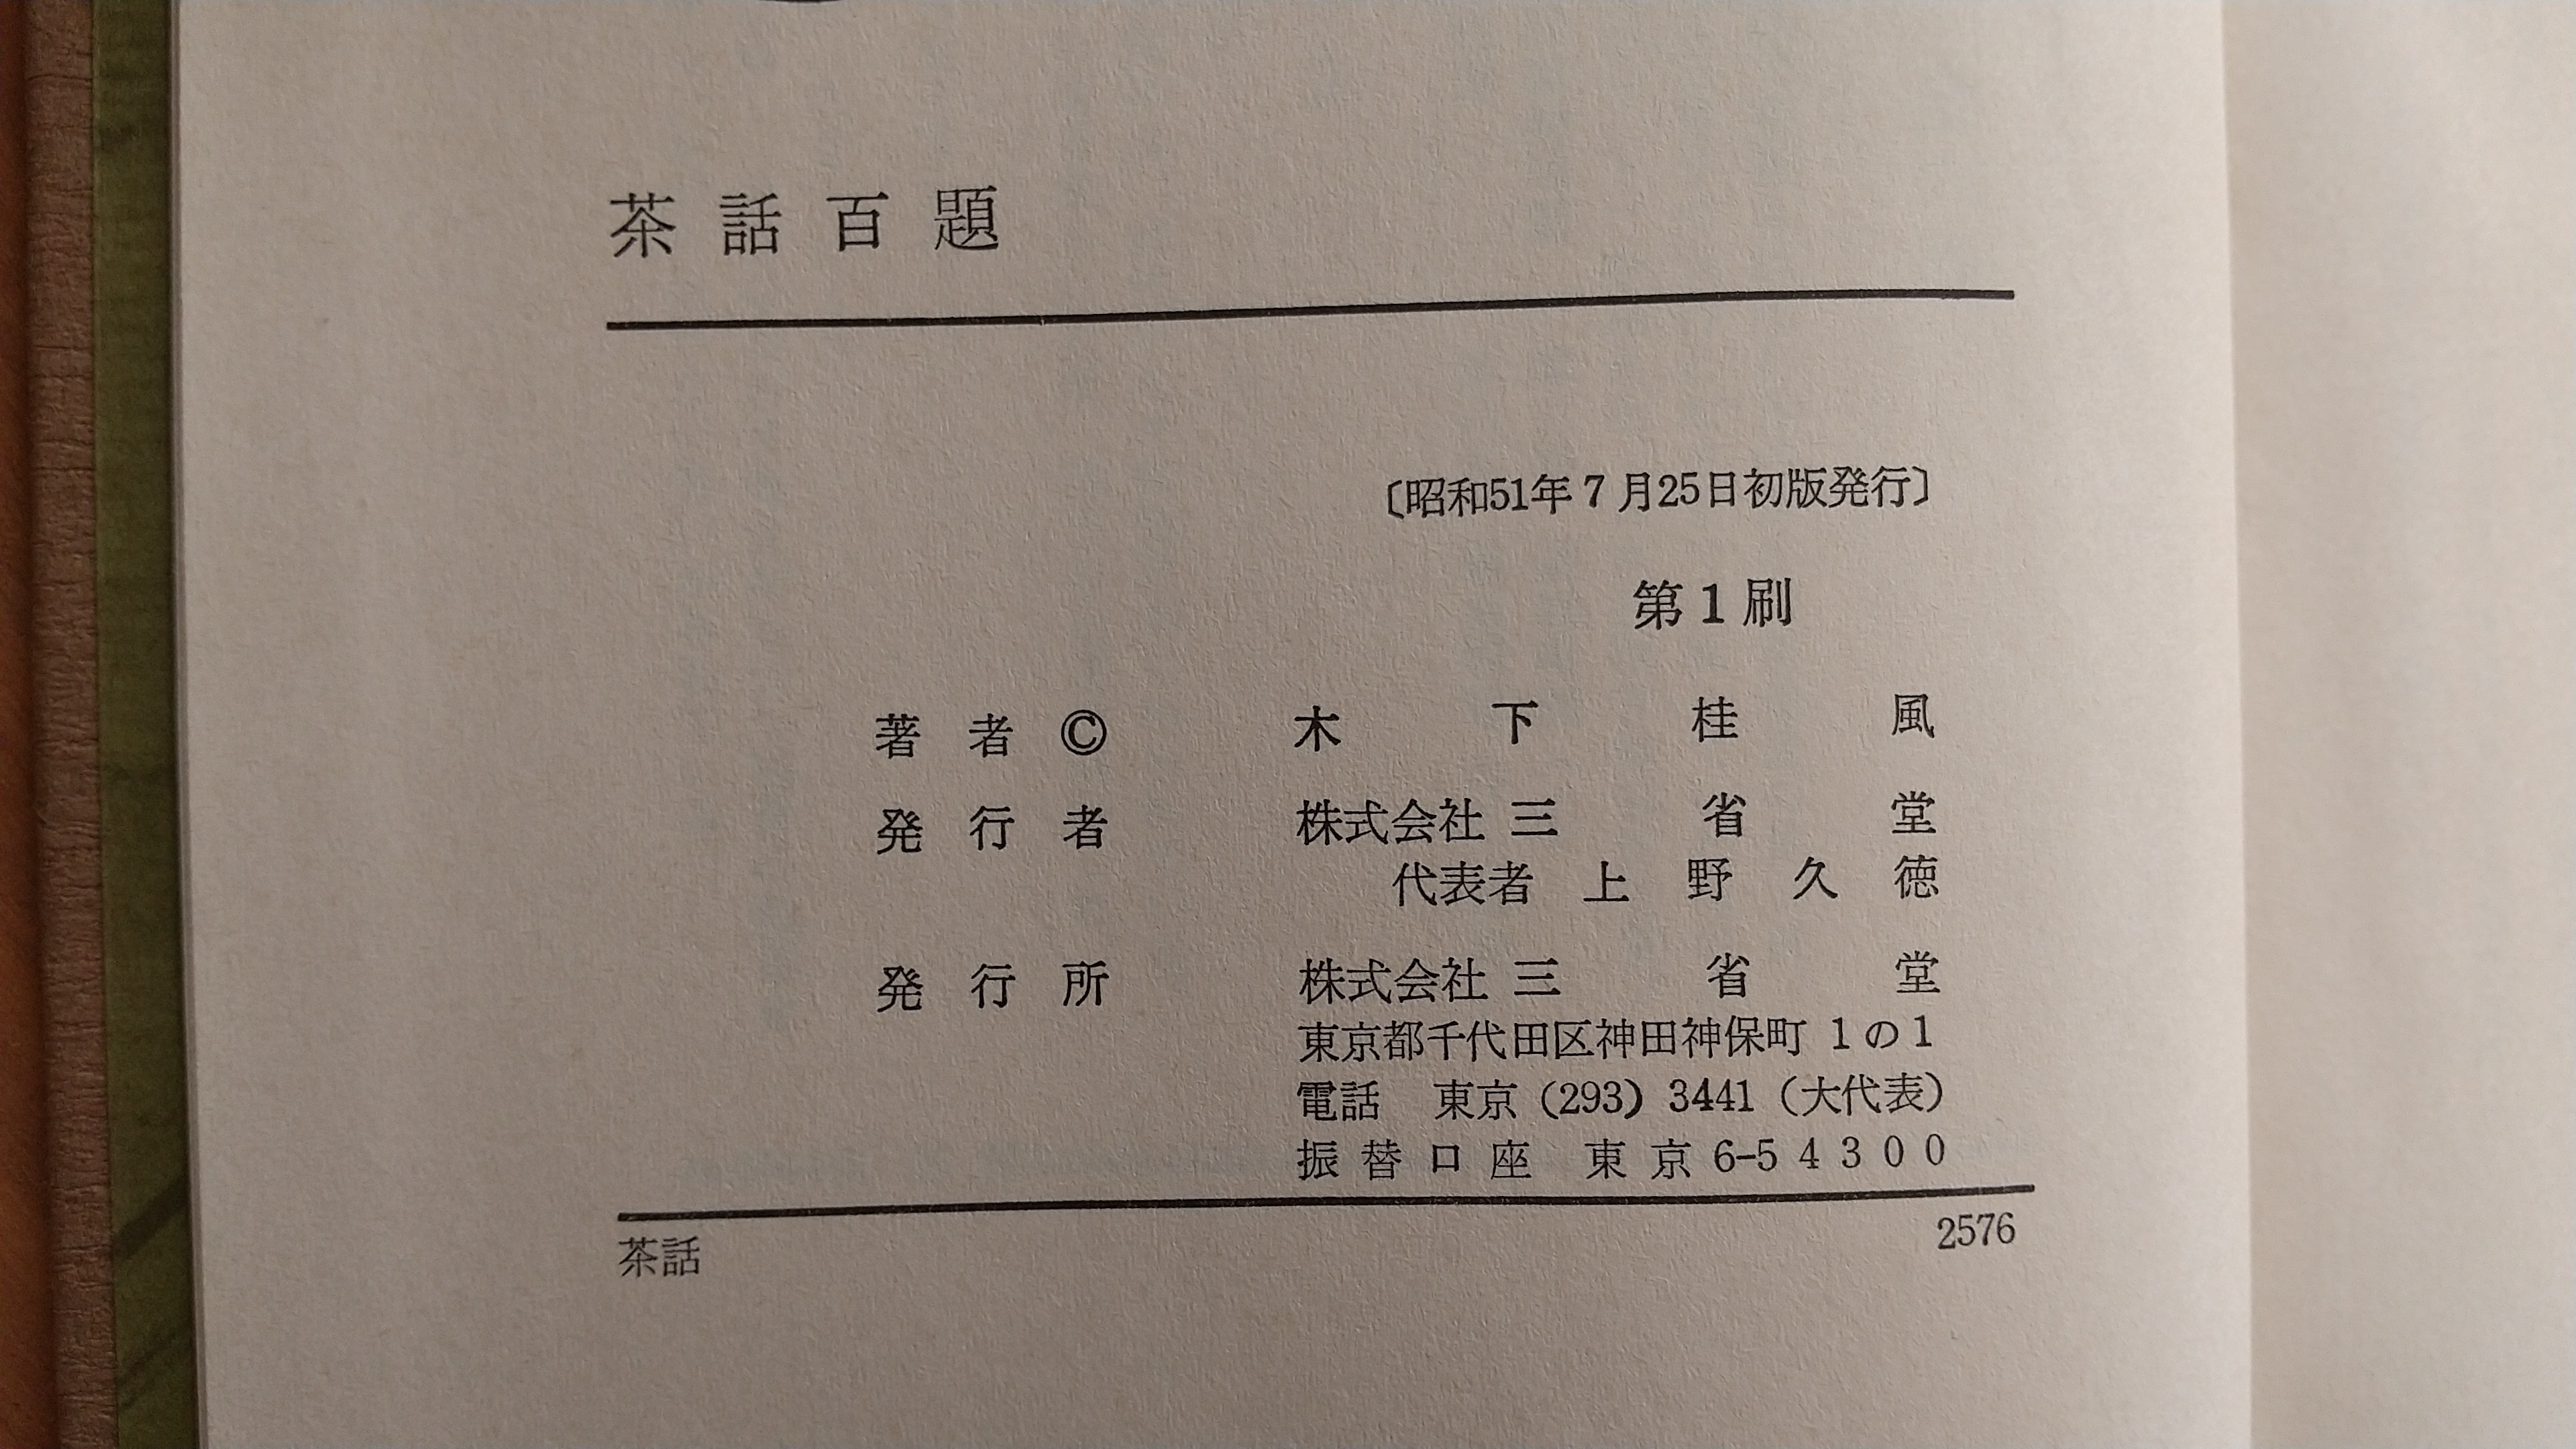 茶話百題
〔昭和51年7月25日初版発行〕
第1刷
著者© 木下桂風
発行者 株式会社 三省堂
代表者 上野久徳
発行所 株式会社 三省堂
東京都千代田区神田神保町1の1
電話 東京(293)3441(大代表)
振替口座 東京6-54300
茶話 2576